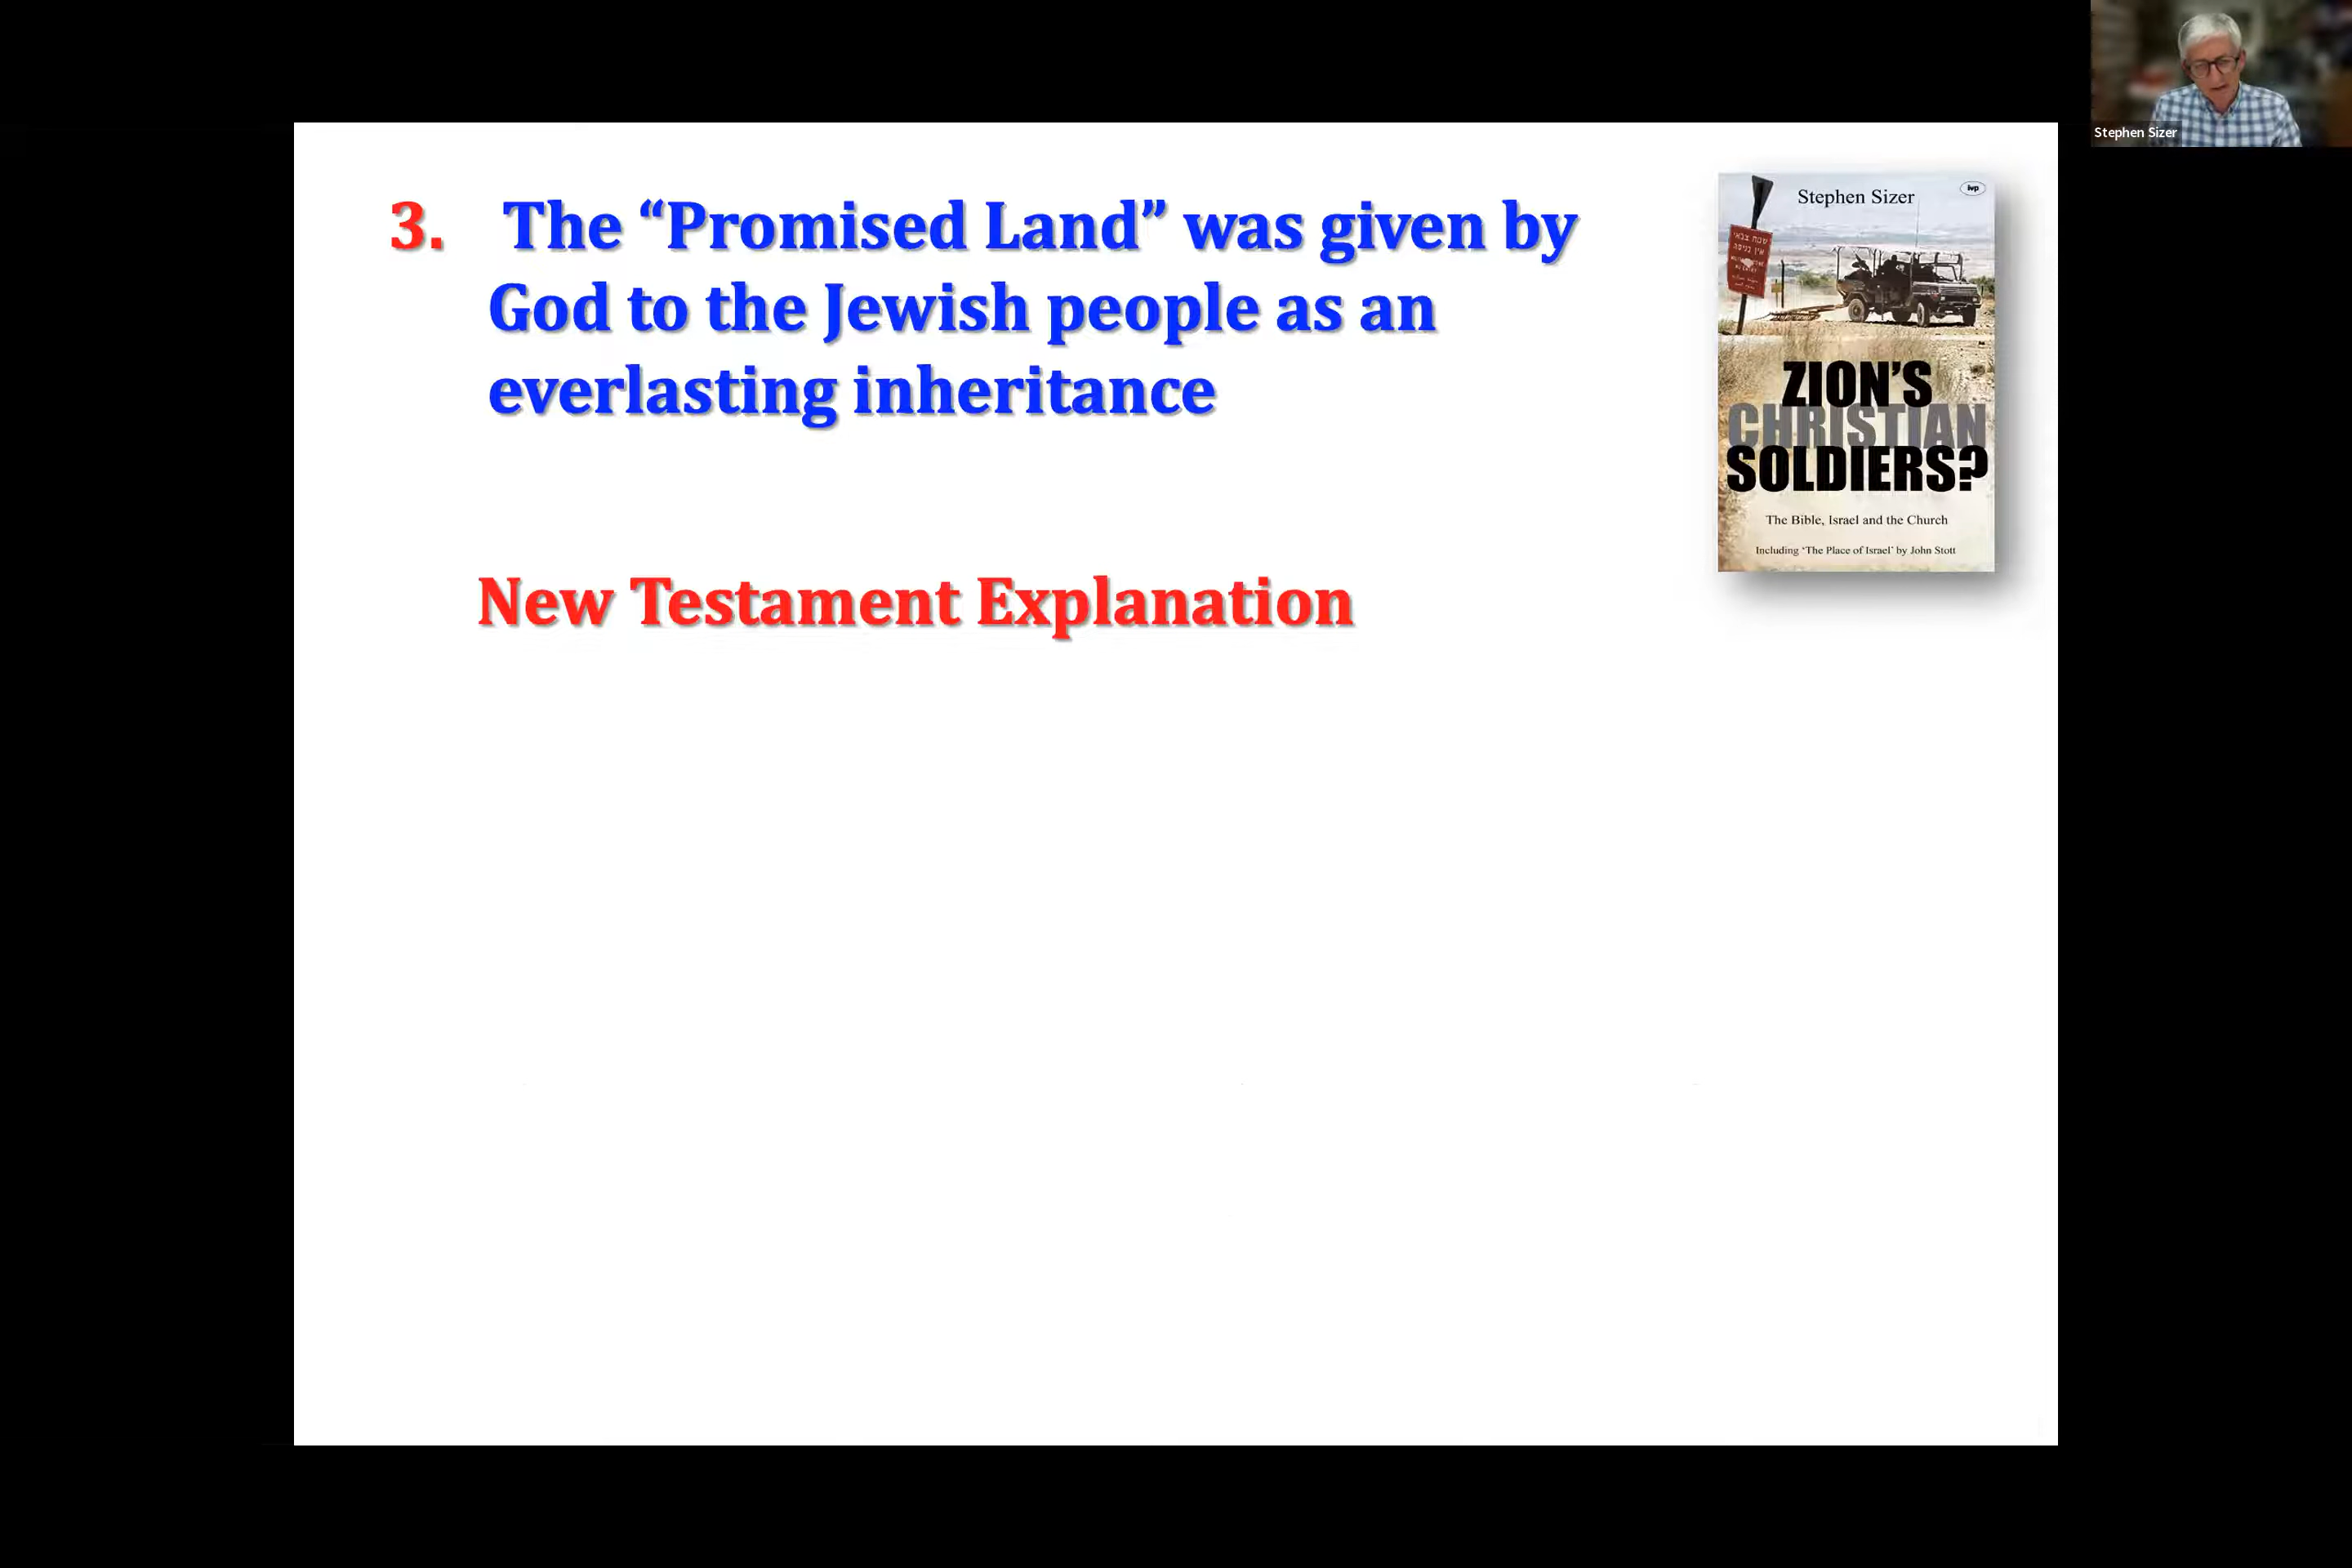 3. The “Promised Land” was given by
God to the Jewish people as an
everlasting inheritance
New Testament Explanation
Stephen Sizer
ivp
ZION’S
CHRISTIAN
SOLDIERS?
The Bible, Israel and the Church
Including ‘The Place of Israel’ by John Stott
Stephen Sizer